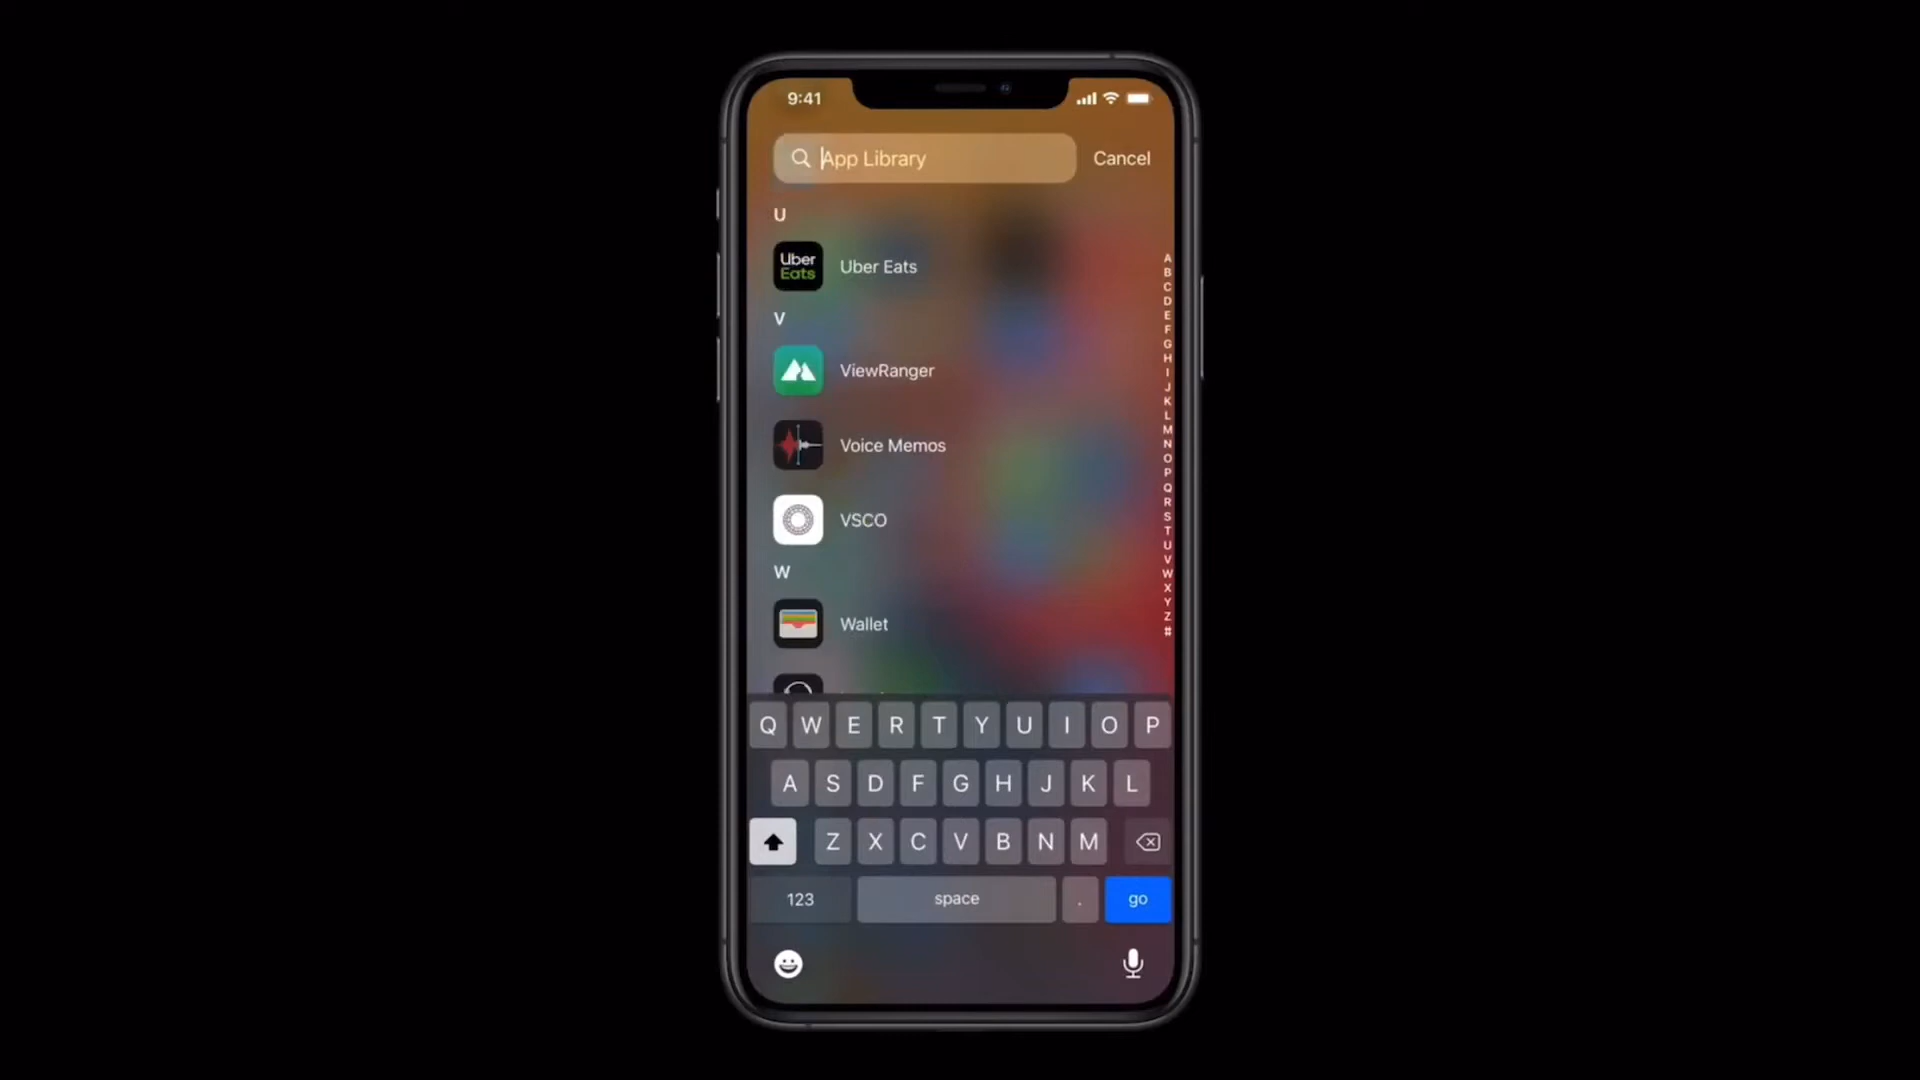 9:41
App Library
Cancel
U
Uber
Eats
Uber Eats
V
ViewRanger
Voice Memos
VSCO
W
Wallet
A
B
C
D
E
F
G
H
I
J
K
L
M
N
O
P
Q
R
S
T
U
V
W
X
Y
Z
#
Q W E R T Y U I O P
A S D F G H J K L
Z X C V B N M
123 space . go